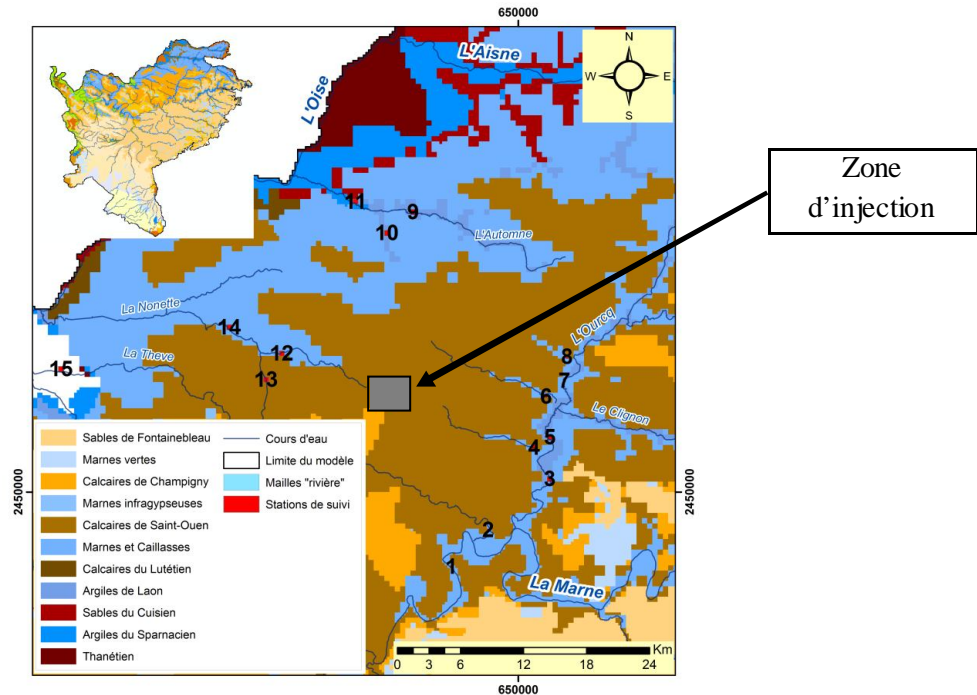 650000
L'Aisne
L'Oise
N
W
E
S
Zone
d'injection
11
9
10
L'Automne
La Nonette
L'Ourcq
14
La Theve
12
8
15
13
7
6
Le Clignon
5
4
3
2450000
2450000
2
1
La Marne
Sables de Fontainebleau
Marnes vertes
Calcaires de Champigny
Marnes infragypseuses
Calcaires de Saint-Ouen
Marnes et Caillasses
Calcaires du Lutétien
Argiles de Laon
Sables du Cuisien
Argiles du Sparnacien
Thanétien
Cours d'eau
Limite du modèle
Mailles "rivière"
Stations de suivi
Km
0 3 6 12 18 24
650000